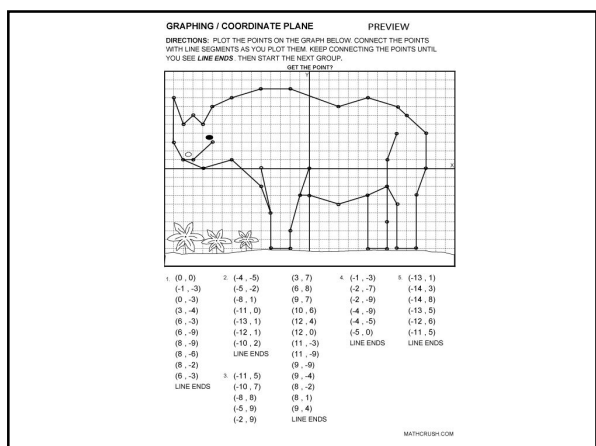 GRAPHING / COORDINATE PLANE PREVIEW
DIRECTIONS: PLOT THE POINTS ON THE GRAPH BELOW. CONNECT THE POINTS
WITH LINE SEGMENTS AS YOU PLOT THEM. KEEP CONNECTING THE POINTS UNTIL
YOU SEE LINE ENDS. THEN START THE NEXT GROUP.
GET THE POINT?
Y
X
1. (0 , 0)
(-1 , -3)
(0, -3)
(3, -4)
(6 , -3)
(6 , -9)
(8 , -9)
(8 , -6)
(8 , -2)
(6 , -3)
LINE ENDS
2. (-4 , -5)
(-5 , -2)
(-8 , 1)
(-11 , 0)
(-13 , 1)
(-12 , 1)
(-10 , 2)
LINE ENDS
3. (-11 , 5)
(-10 , 7)
(-8 , 8)
(-5 , 9)
(-2 , 9)
(3 , 7)
(6 , 8)
(9 , 7)
(10 , 6)
(12 , 4)
(12 , 0)
(11 , -3)
(11 , -9)
(9 , -9)
(9 , -4)
(8 , -2)
(8 , 1)
(9 , 4)
LINE ENDS
4. (-1 , -3)
(-2 , -7)
(-2 , -9)
(-4 , -9)
(-4 , -5)
(-5 , 0)
LINE ENDS
5. (-13 , 1)
(-14 , 3)
(-14 , 8)
(-13 , 5)
(-12 , 6)
(-11 , 5)
LINE ENDS
MATHCRUSH.COM